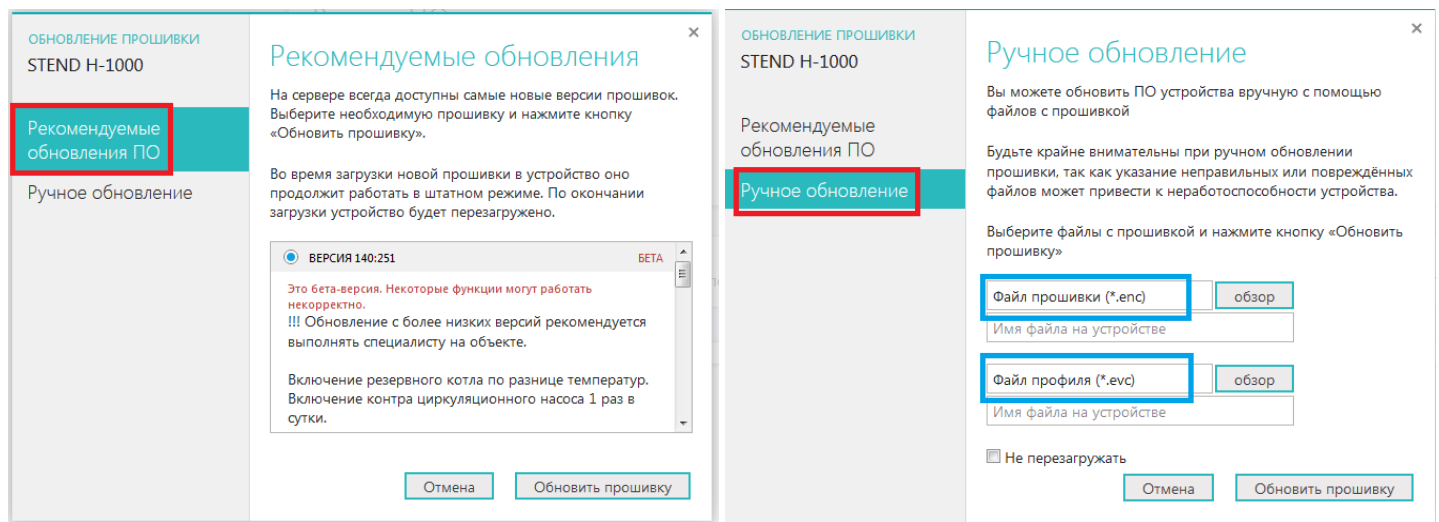 ОБНОВЛЕНИЕ ПРОШИВКИ
STEND H-1000
Рекомендуемые
обновления ПО
Ручное обновление
×
Рекомендуемые обновления
На сервере всегда доступны самые новые версии прошивок.
Выберите необходимую прошивку и нажмите кнопку
«Обновить прошивку».
Во время загрузки новой прошивки в устройство оно
продолжит работать в штатном режиме. По окончании
загрузки устройство будет перезагружено.
ВЕРСИЯ 140:251 БЕТА
Это бета-версия. Некоторые функции могут работать
некорректно.
!!! Обновление с более низких версий рекомендуется
выполнять специалисту на объекте.
Включение резервного котла по разнице температур.
Включение контра циркуляционного насоса 1 раз в
сутки.
Отмена Обновить прошивку
ОБНОВЛЕНИЕ ПРОШИВКИ
STEND H-1000
Рекомендуемые
обновления ПО
Ручное обновление
×
Ручное обновление
Вы можете обновить ПО устройства вручную с помощью
файлов с прошивкой
Будьте крайне внимательны при ручном обновлении
прошивки, так как указание неправильных или повреждённых
файлов может привести к неработоспособности устройства.
Выберите файлы с прошивкой и нажмите кнопку «Обновить
прошивку»
Файл прошивки (*.enc) обзор
Имя файла на устройстве
Файл профиля (*.evc) обзор
Имя файла на устройстве
Не перезагружать
Отмена Обновить прошивку